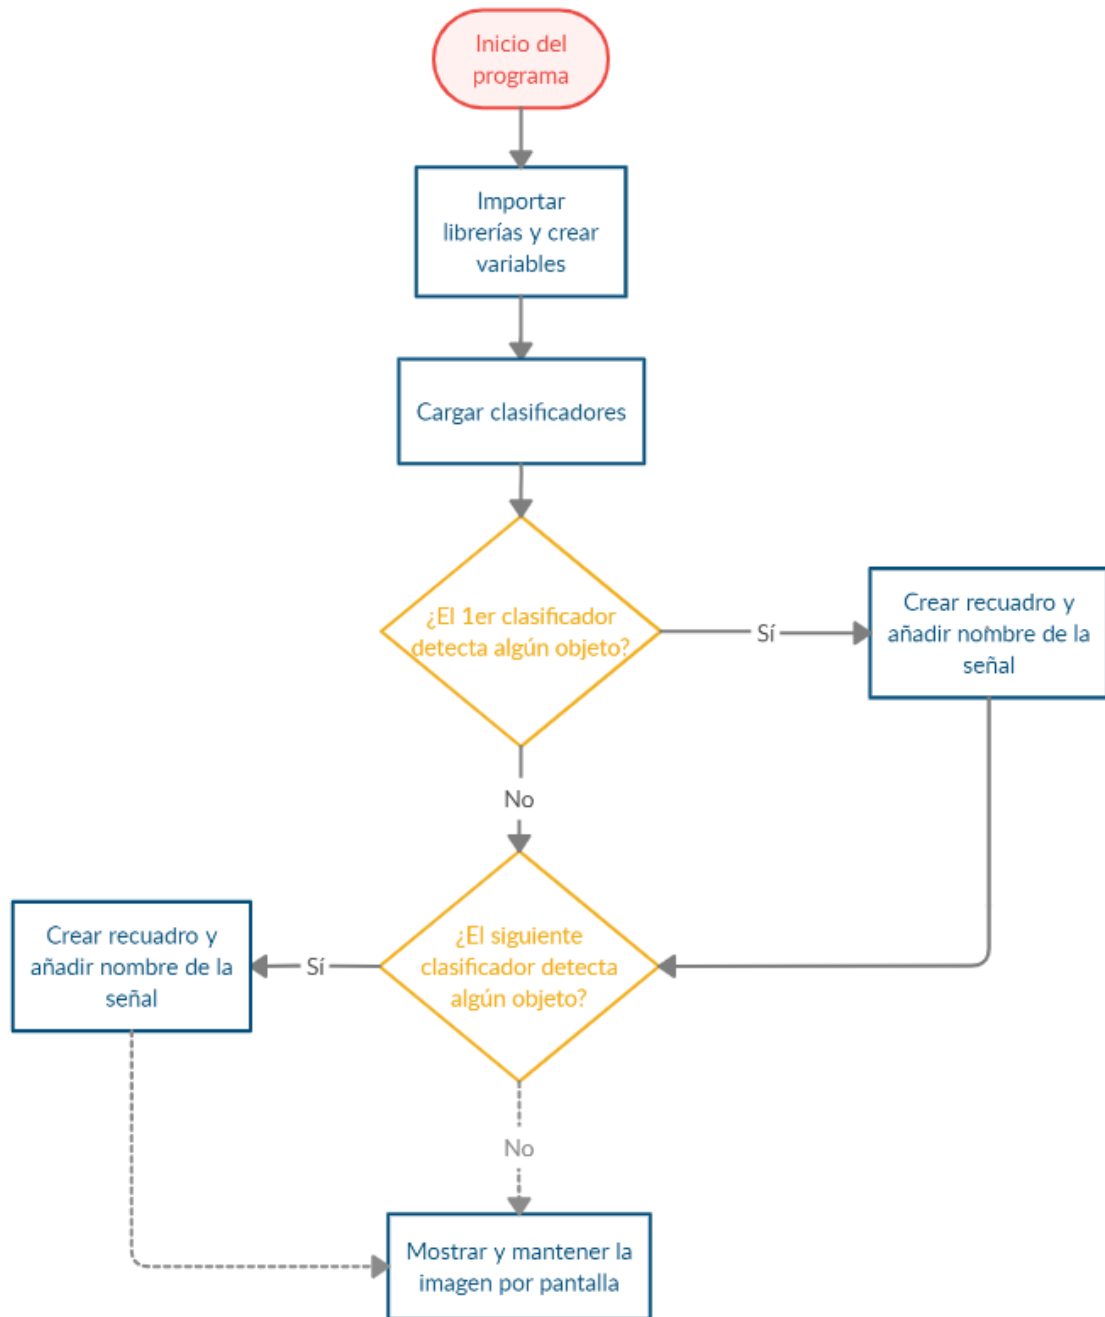 Inicio del
programa
Importar
librerías y crear
variables
Cargar clasificadores
¿El 1er clasificador
detecta algún objeto?
Sí
Crear recuadro y
añadir nombre de la
señal
No
¿El siguiente
clasificador detecta
algún objeto?
Sí
Crear recuadro y
añadir nombre de la
señal
No
Mostrar y mantener la
imagen por pantalla